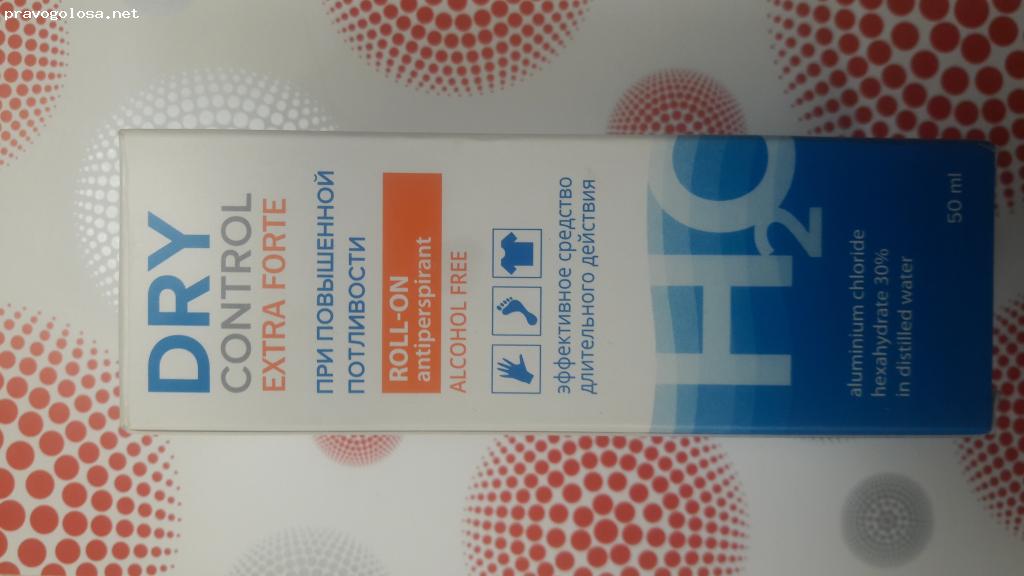 pravogolosa.net
DRY
CONTROL
EXTRA FORTE
ПРИ ПОВЫШЕННОЙ
ПОТЛИВОСТИ
ROLL-ON
antiperspirant
ALCOHOL FREE
эффективное средство
длительного действия
H2O
aluminium chloride
hexahydrate 30%
in distilled water
50 ml